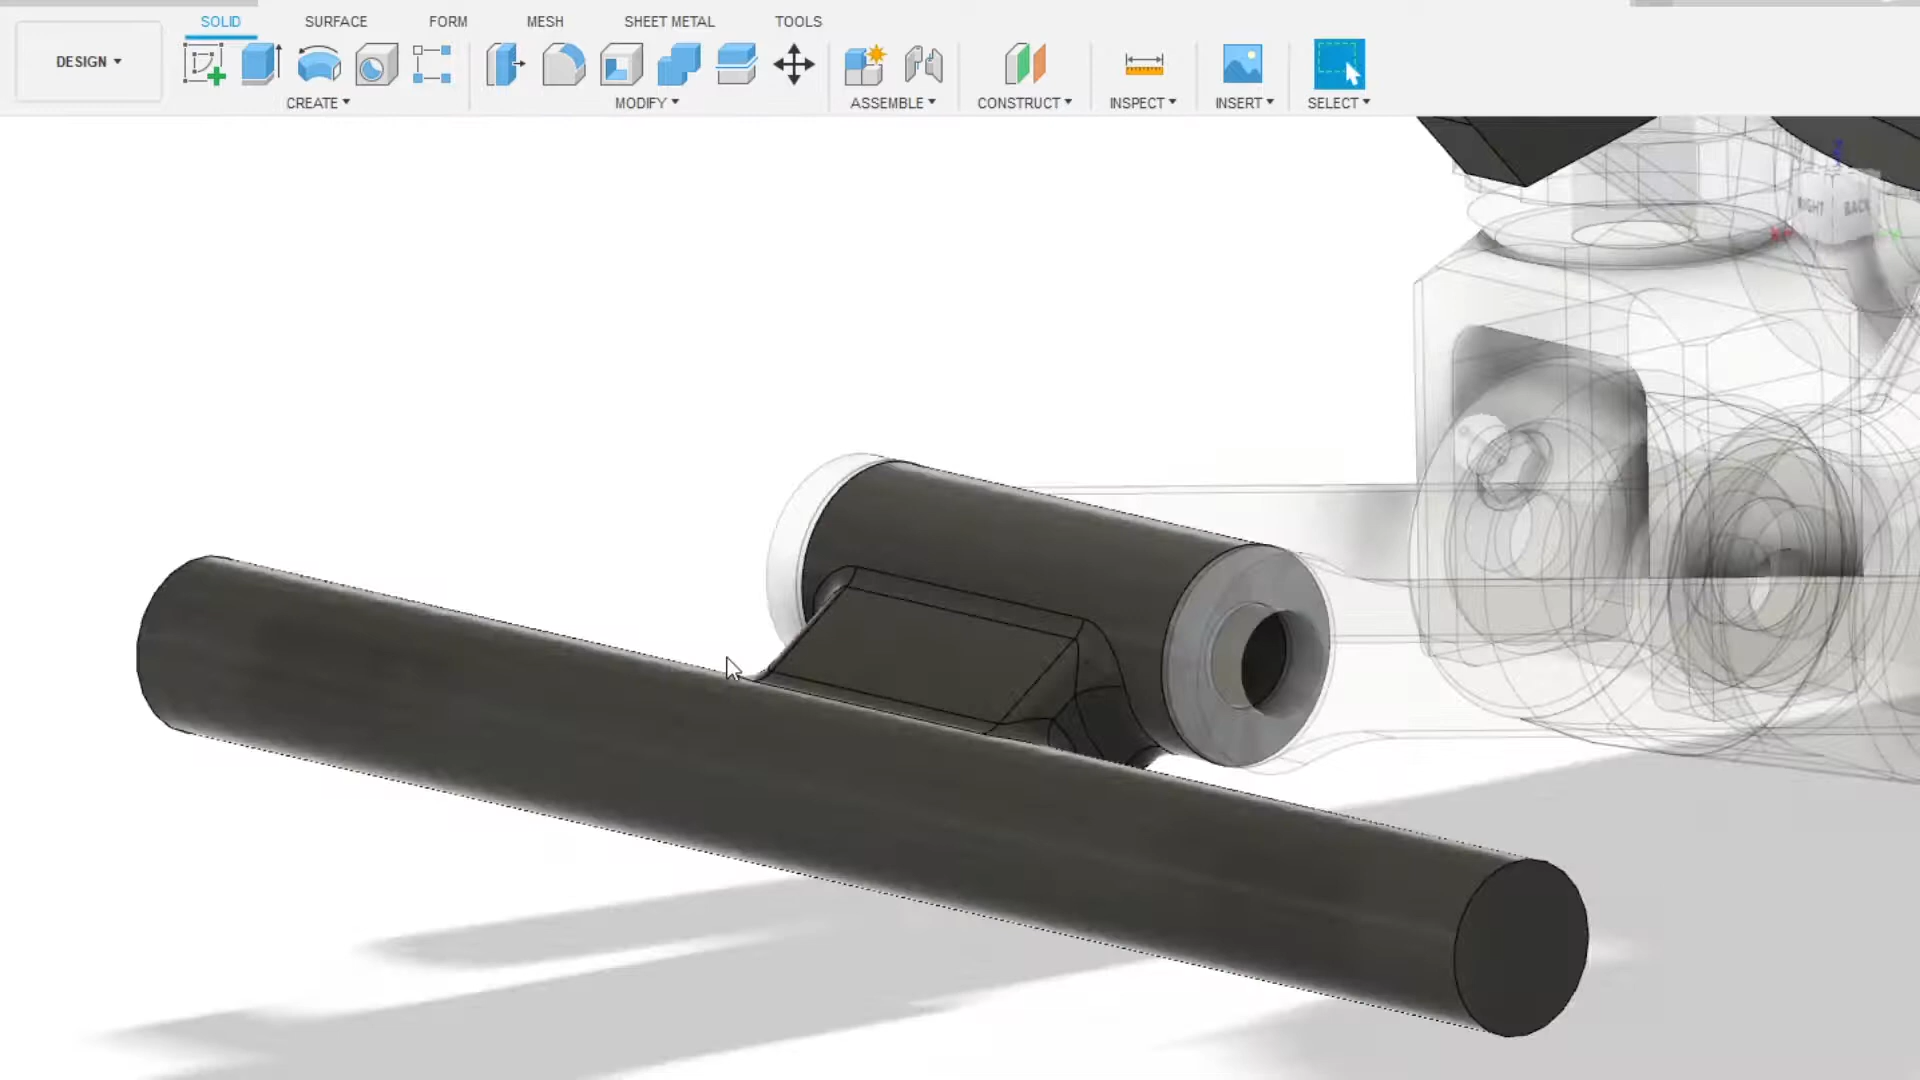 SOLID SURFACE FORM MESH SHEET METAL TOOLS
DESIGN
CREATE MODIFY ASSEMBLE CONSTRUCT INSPECT INSERT SELECT
RIGHT BACK